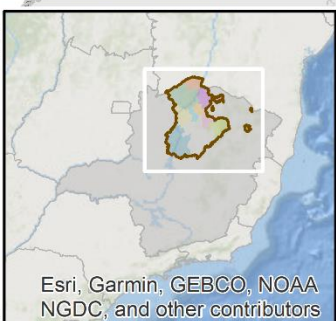 Esri, Garmin, GEBCO, NOAA
NGDC, and other contributors